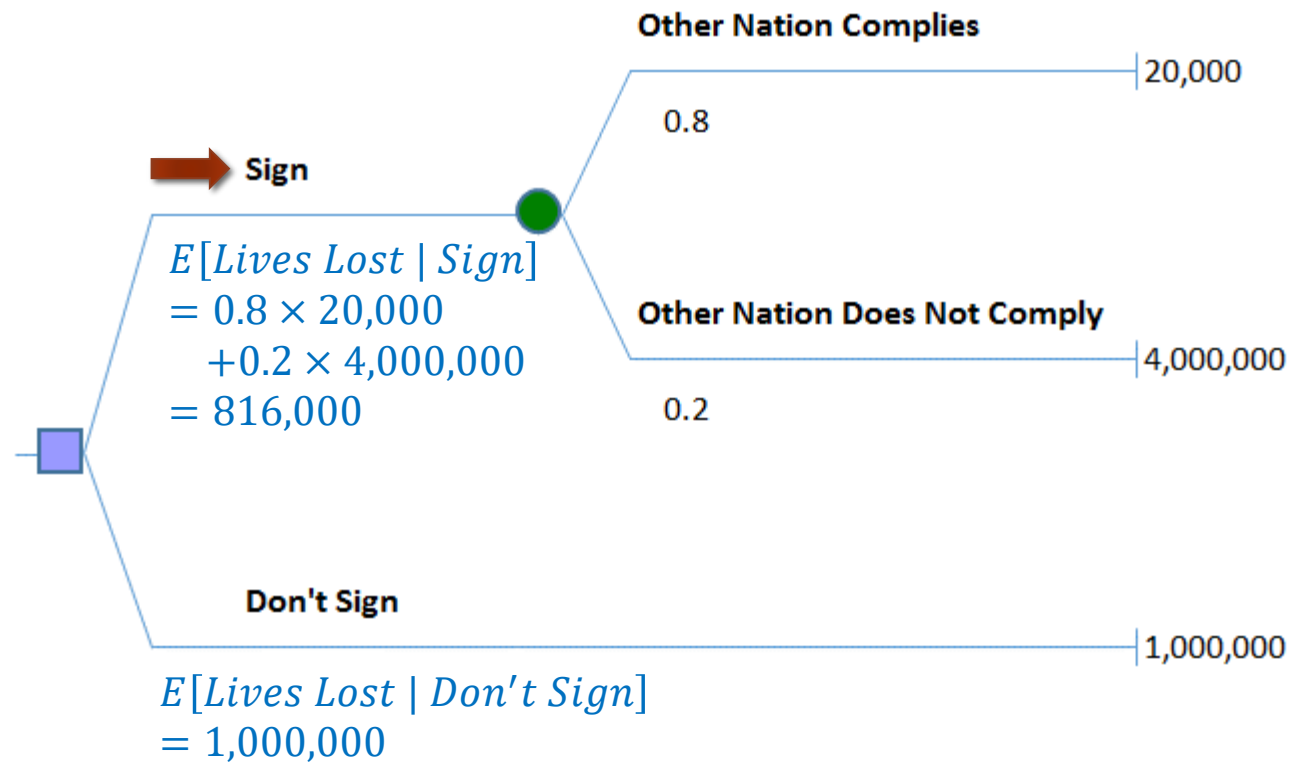 Other Nation Complies
20,000
0.8
Sign
E[Lives Lost | Sign]
= 0.8 × 20,000
+0.2 × 4,000,000
= 816,000
Other Nation Does Not Comply
4,000,000
0.2
Don't Sign
1,000,000
E[Lives Lost | Don't Sign]
= 1,000,000